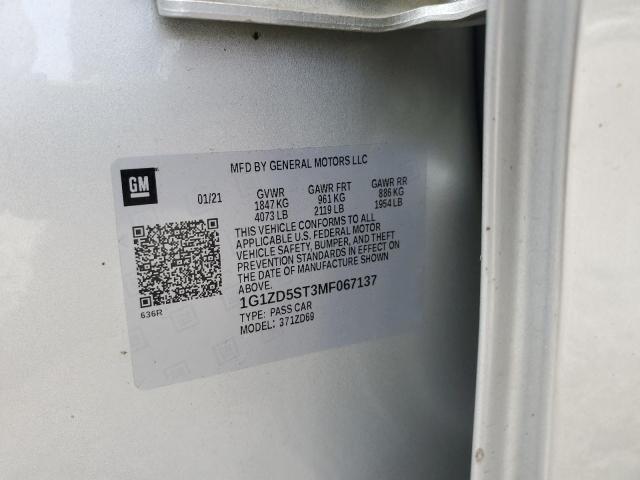 MFD BY GENERAL MOTORS LLC
GM
01/21
GVWR GAWR FRT GAWR RR
1847 KG 961 KG 886 KG
4073 LB 2119 LB 1954 LB
THIS VEHICLE CONFORMS TO ALL
APPLICABLE U.S. FEDERAL MOTOR
VEHICLE SAFETY, BUMPER, AND THEFT
PREVENTION STANDARDS IN EFFECT ON
THE DATE OF MANUFACTURE SHOWN
ABOVE.
1G1ZD5ST3MF067137
TYPE: PASS CAR
MODEL: 371ZD69
636R